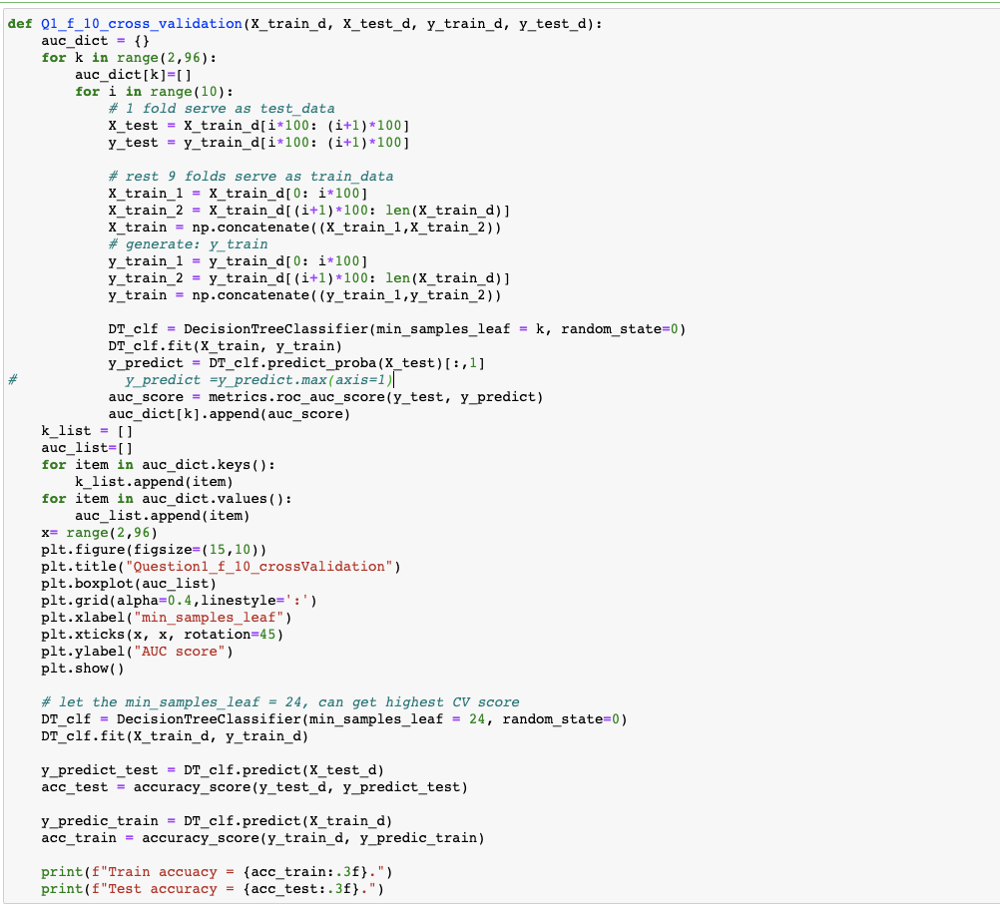 def Q1_f_10_cross_validation(X_train_d, X_test_d, y_train_d, y_test_d):
    auc_dict = {}
    for k in range(2,96):
        auc_dict[k]=[]
        for i in range(10):
            # 1 fold serve as test_data
            X_test = X_train_d[i*100: (i+1)*100]
            y_test = y_train_d[i*100: (i+1)*100]

            # rest 9 folds serve as train_data
            X_train_1 = X_train_d[0: i*100]
            X_train_2 = X_train_d[(i+1)*100: len(X_train_d)]
            X_train = np.concatenate((X_train_1,X_train_2))
            # generate: y_train
            y_train_1 = y_train_d[0: i*100]
            y_train_2 = y_train_d[(i+1)*100: len(X_train_d)]
            y_train = np.concatenate((y_train_1,y_train_2))

            DT_clf = DecisionTreeClassifier(min_samples_leaf = k, random_state=0)
            DT_clf.fit(X_train, y_train)
            y_predict = DT_clf.predict_proba(X_test)[:,1]
#             y_predict =y_predict.max(axis=1)
            auc_score = metrics.roc_auc_score(y_test, y_predict)
            auc_dict[k].append(auc_score)
    k_list = []
    auc_list=[]
    for item in auc_dict.keys():
        k_list.append(item)
    for item in auc_dict.values():
        auc_list.append(item)
    x= range(2,96)
    plt.figure(figsize=(15,10))
    plt.title("Question1_f_10_crossValidation")
    plt.boxplot(auc_list)
    plt.grid(alpha=0.4,linestyle=':')
    plt.xlabel("min_samples_leaf")
    plt.xticks(x, x, rotation=45)
    plt.ylabel("AUC score")
    plt.show()

    # let the min_samples_leaf = 24, can get highest CV score
    DT_clf = DecisionTreeClassifier(min_samples_leaf = 24, random_state=0)
    DT_clf.fit(X_train_d, y_train_d)

    y_predict_test = DT_clf.predict(X_test_d)
    acc_test = accuracy_score(y_test_d, y_predict_test)

    y_predic_train = DT_clf.predict(X_train_d)
    acc_train = accuracy_score(y_train_d, y_predic_train)

    print(f"Train accuacy = {acc_train:.3f}.")
    print(f"Test accuracy = {acc_test:.3f}.")